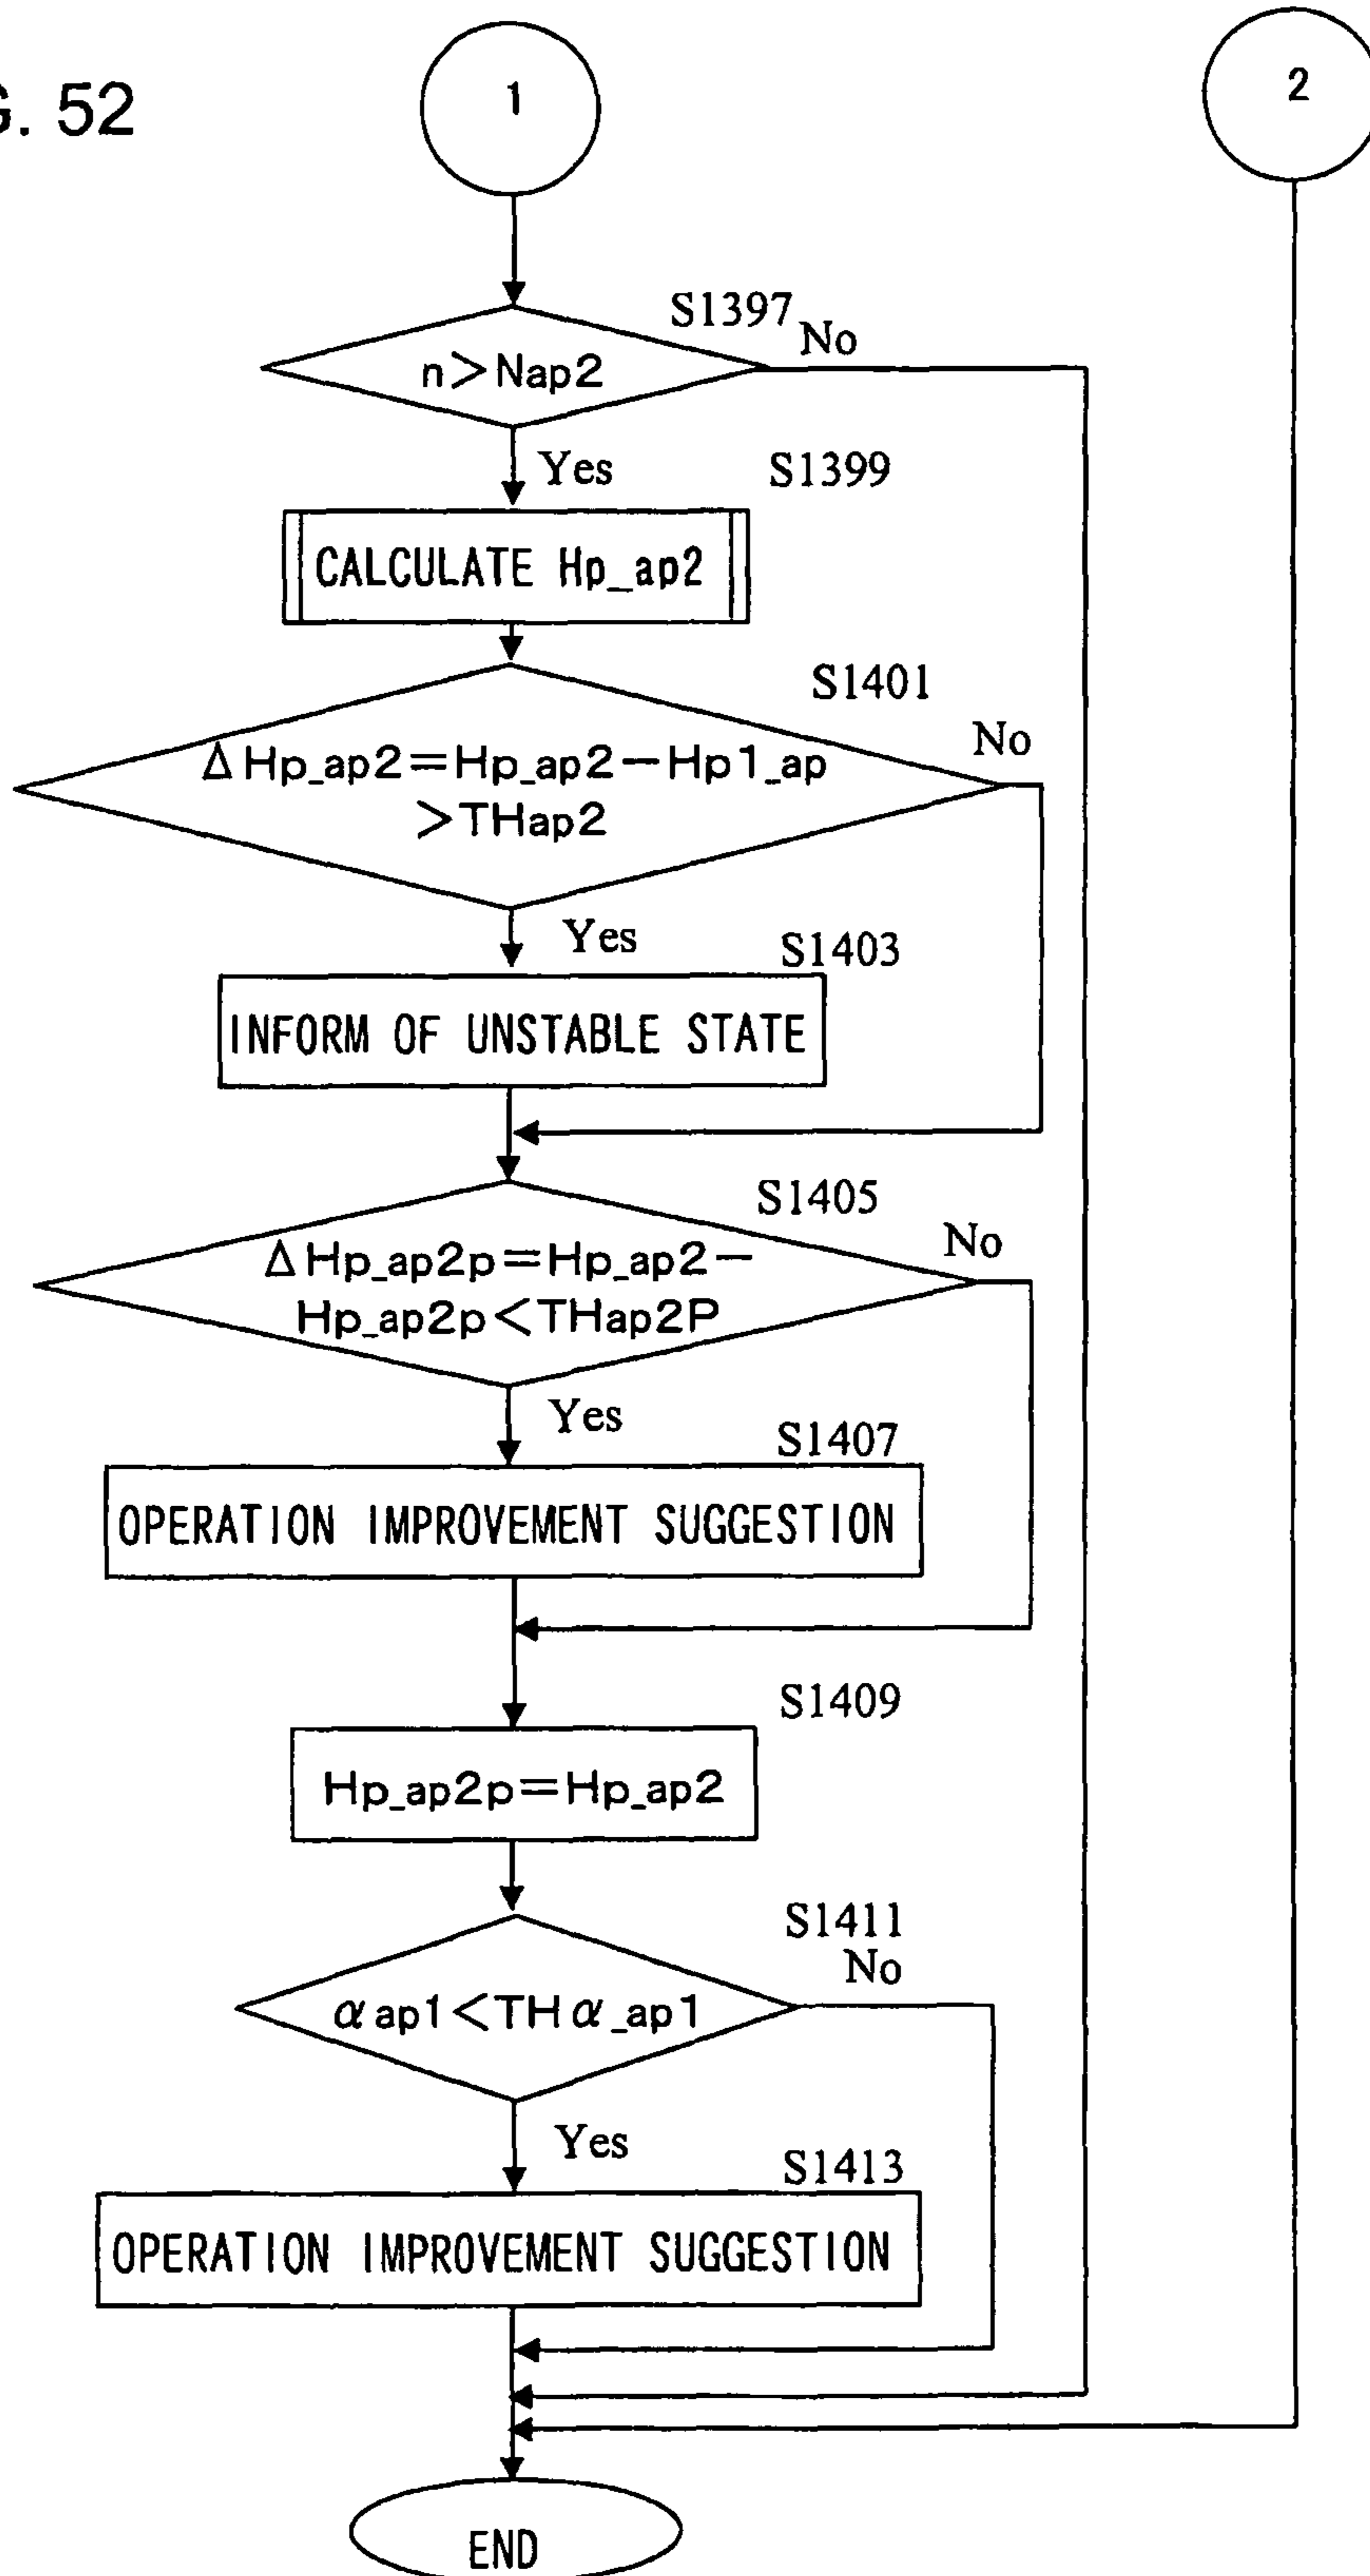 G. 52
1
2
S1397
No
n>Nap2
Yes
S1399
CALCULATE Hp_ap2
S1401
No
ΔHp_ap2=Hp_ap2-Hp1_ap
>THap2
Yes
S1403
INFORM OF UNSTABLE STATE
S1405
No
ΔHp_ap2p=Hp_ap2-
Hp_ap2p<THap2P
Yes
S1407
OPERATION IMPROVEMENT SUGGESTION
S1409
Hp_ap2p=Hp_ap2
S1411
No
αap1<THα_ap1
Yes
S1413
OPERATION IMPROVEMENT SUGGESTION
END